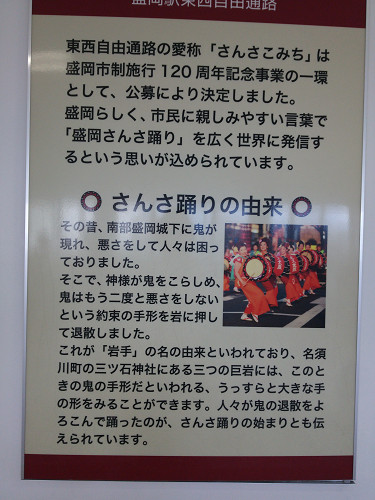 盛岡駅東西自由通路
東西自由通路の愛称「さんさこみち」は
盛岡市制施行120周年記念事業の一環
として、公募により決定しました。
盛岡らしく、市民に親しみやすい言葉で
「盛岡さんさ踊り」を広く世界に発信す
るという思いが込められています。
さんさ踊りの由来
その昔、南部盛岡城下に鬼が
現れ、悪さをして人々は困っ
ておりました。
そこで、神様が鬼をこらしめ、
鬼はもう二度と悪さをしない
という約束の手形を岩に押し
て退散しました。
これが「岩手」の名の由来といわれており、名須
川町の三ツ石神社にある三つの巨岩には、このと
きの鬼の手形だといわれる、うっすらと大きな手
の形をみることができます。人々が鬼の退散をよ
ろこんで踊ったのが、さんさ踊りの始まりとも伝
えられています。